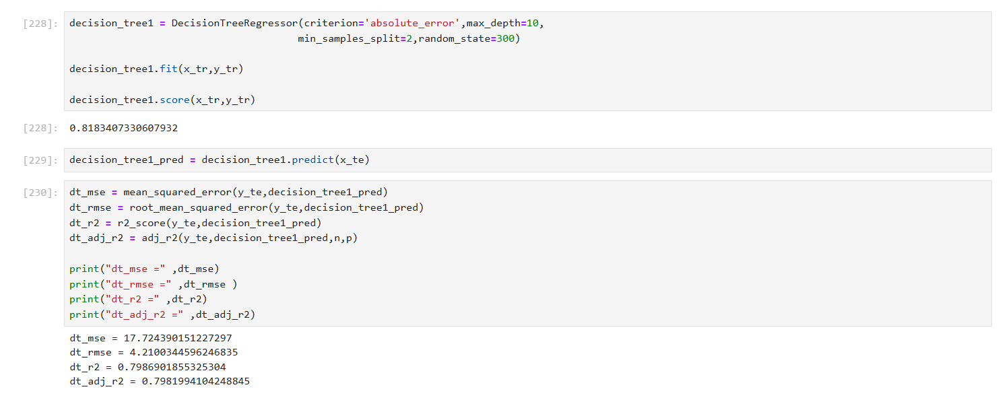 [228]: decision_tree1 = DecisionTreeRegressor(criterion='absolute_error',max_depth=10,
min_samples_split=2,random_state=300)
decision_tree1.fit(x_tr,y_tr)
decision_tree1.score(x_tr,y_tr)
[228]: 0.8183407330607932
[229]: decision_tree1_pred = decision_tree1.predict(x_te)
[230]: dt_mse = mean_squared_error(y_te,decision_tree1_pred)
dt_rmse = root_mean_squared_error(y_te,decision_tree1_pred)
dt_r2 = r2_score(y_te,decision_tree1_pred)
dt_adj_r2 = adj_r2(y_te,decision_tree1_pred,n,p)
print("dt_mse =" ,dt_mse)
print("dt_rmse =" ,dt_rmse )
print("dt_r2 =" ,dt_r2)
print("dt_adj_r2 =" ,dt_adj_r2)
dt_mse = 17.724390151227297
dt_rmse = 4.2100344596246835
dt_r2 = 0.7986901855325304
dt_adj_r2 = 0.7981994104248845